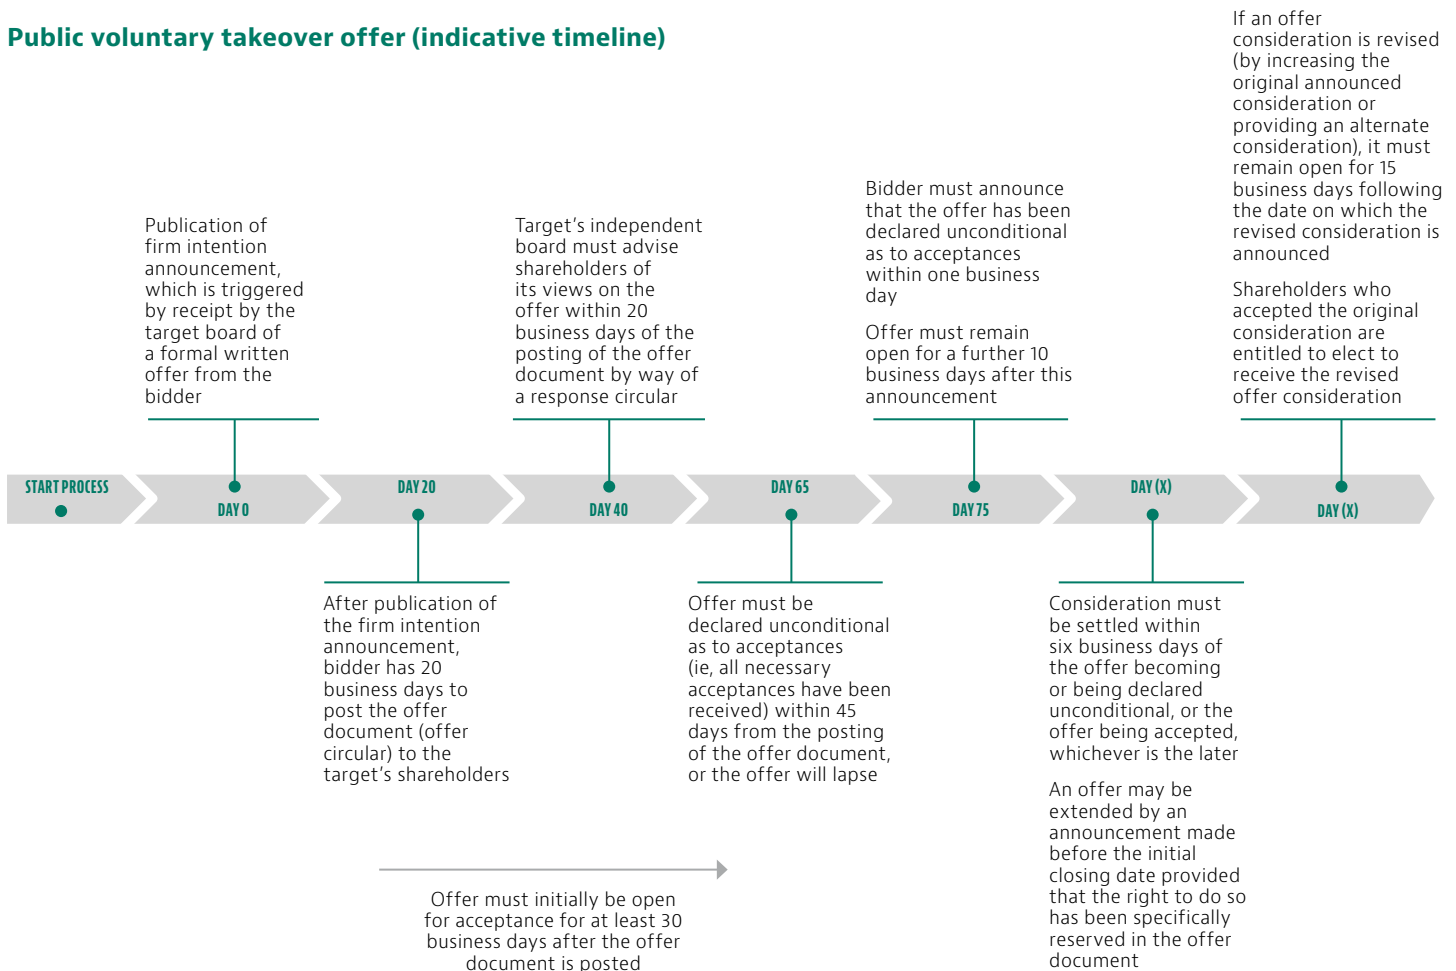 Public voluntary takeover offer (indicative timeline)
Publication of
firm intention
announcement,
which is triggered
by receipt by the
target board of
a formal written
offer from the
bidder
Target's independent
board must advise
shareholders of
its views on the
offer within 20
business days of the
posting of the offer
document by way of
a response circular
Bidder must announce
that the offer has been
declared unconditional
as to acceptances
within one business
day
Offer must remain
open for a further 10
business days after this
announcement
If an offer
consideration is revised
(by increasing the
original announced
consideration or
providing an alternate
consideration), it must
remain open for 15
business days following
the date on which the
revised consideration is
announced
Shareholders who
accepted the original
consideration are
entitled to elect to
receive the revised
offer consideration
START PROCESS
DAY 0
DAY 20
DAY 40
DAY 65
DAY 75
DAY (X)
DAY (X)
After publication of
the firm intention
announcement,
bidder has 20
business days to
post the offer
document (offer
circular) to the
target's shareholders
Offer must be
declared unconditional
as to acceptances
(ie, all necessary
acceptances have been
received) within 45
days from the posting
of the offer document,
or the offer will lapse
Consideration must
be settled within
six business days of
the offer becoming
or being declared
unconditional, or the
offer being accepted,
whichever is the later
An offer may be
extended by an
announcement made
before the initial
closing date provided
that the right to do so
has been specifically
reserved in the offer
document
Offer must initially be open
for acceptance for at least 30
business days after the offer
document is posted